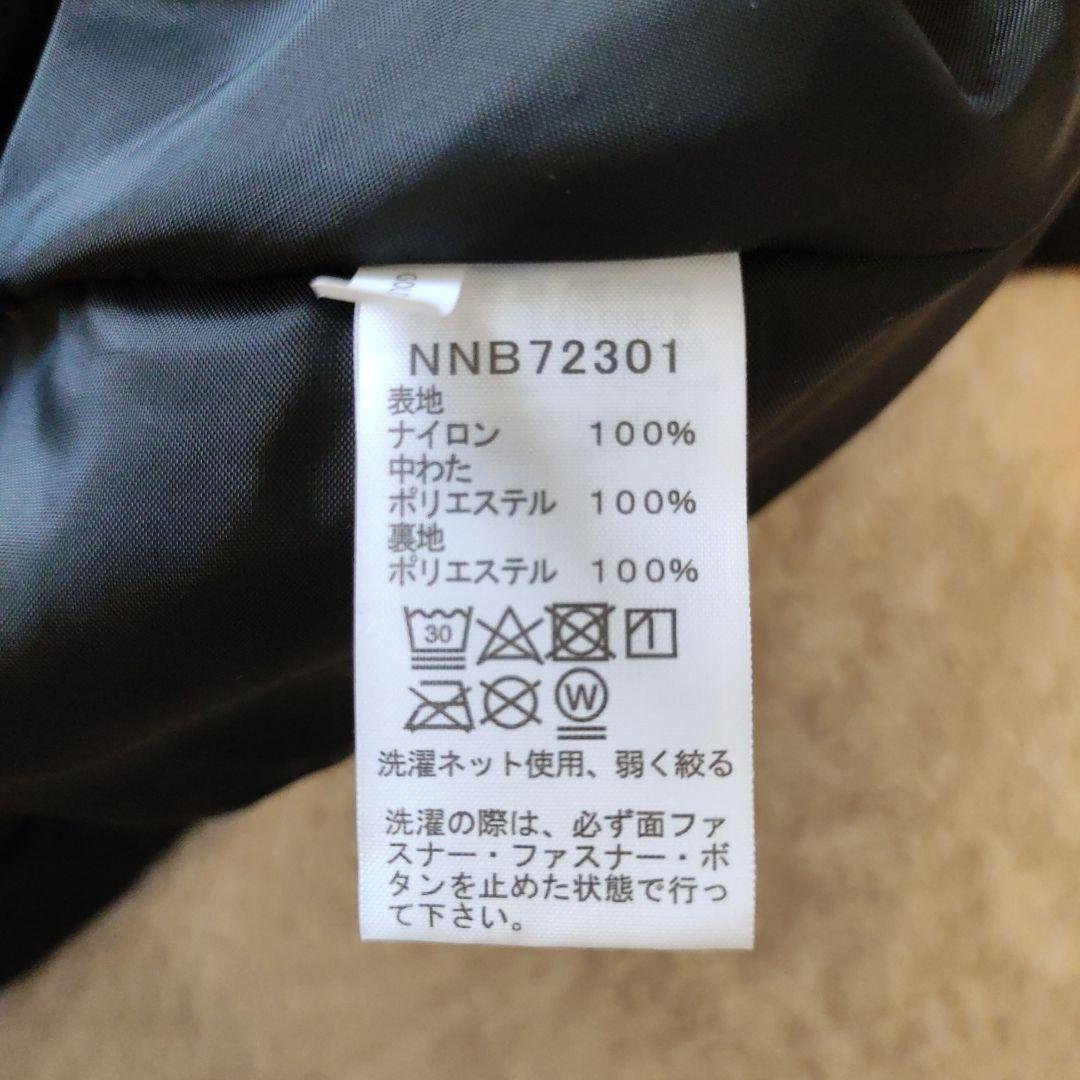 NNB72301
表地
ナイロン 100%
中わた
ポリエステル 100%
裏地
ポリエステル 100%
30
W
洗濯ネット使用、弱く絞る
洗濯の際は、必ず面ファ
スナー・ファスナー・ボ
タンを止めた状態で行っ
て下さい。